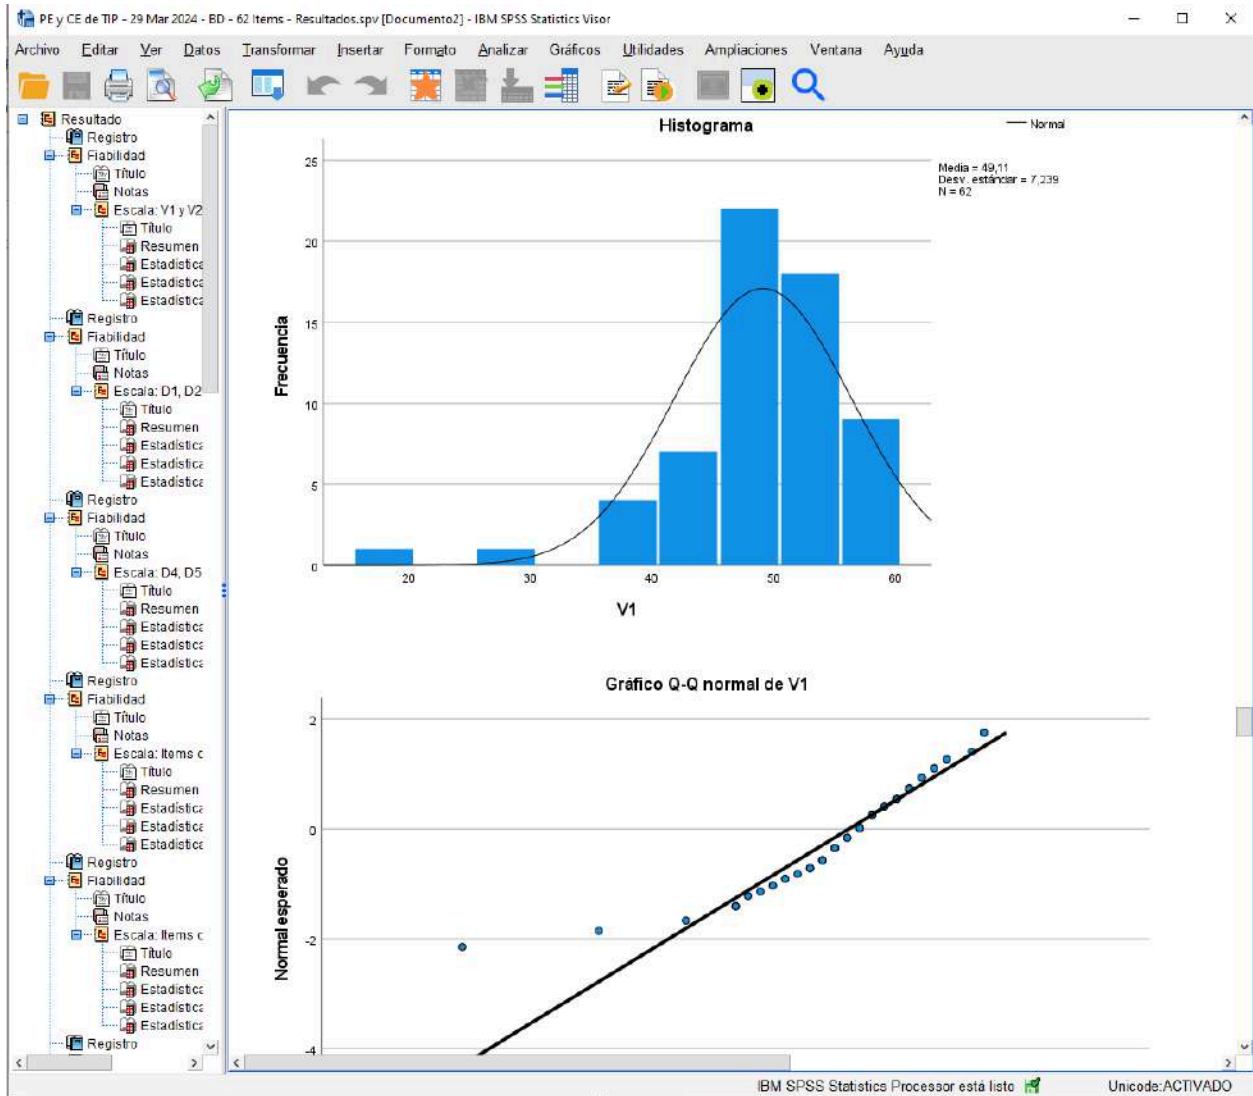 PE y CE de TIP - 29 Mar 2024 - BD - 62 Items - Resultados.spv [Documento2] - IBM SPSS Statistics Visor
Archivo Editar Ver Datos Transformar Insertar Formato Analizar Gráficos Utilidades Ampliaciones Ventana Ayuda
Resultado
Registro
Fiabilidad
Título
Notas
Escala: V1 y V2
Título
Resumen
Estadística
Estadística
Estadística
Registro
Fiabilidad
Título
Notas
Escala: D1, D2
Título
Resumen
Estadística
Estadística
Estadística
Registro
Fiabilidad
Título
Notas
Escala: D4, D5
Título
Resumen
Estadística
Estadística
Estadística
Registro
Fiabilidad
Título
Notas
Escala: Items c
Título
Resumen
Estadística
Estadística
Estadística
Registro
Fiabilidad
Título
Notas
Escala: Items c
Título
Resumen
Estadística
Estadística
Estadística
Registro
Histograma
Normal
Media = 49,11
Desv. estándar = 7,239
N = 62
Frecuencia
25
20
15
10
5
0
20 30 40 50 60
V1
Gráfico Q-Q normal de V1
Normal esperado
2
0
-2
-4
IBM SPSS Statistics Processor está listo Unicode:ACTIVADO